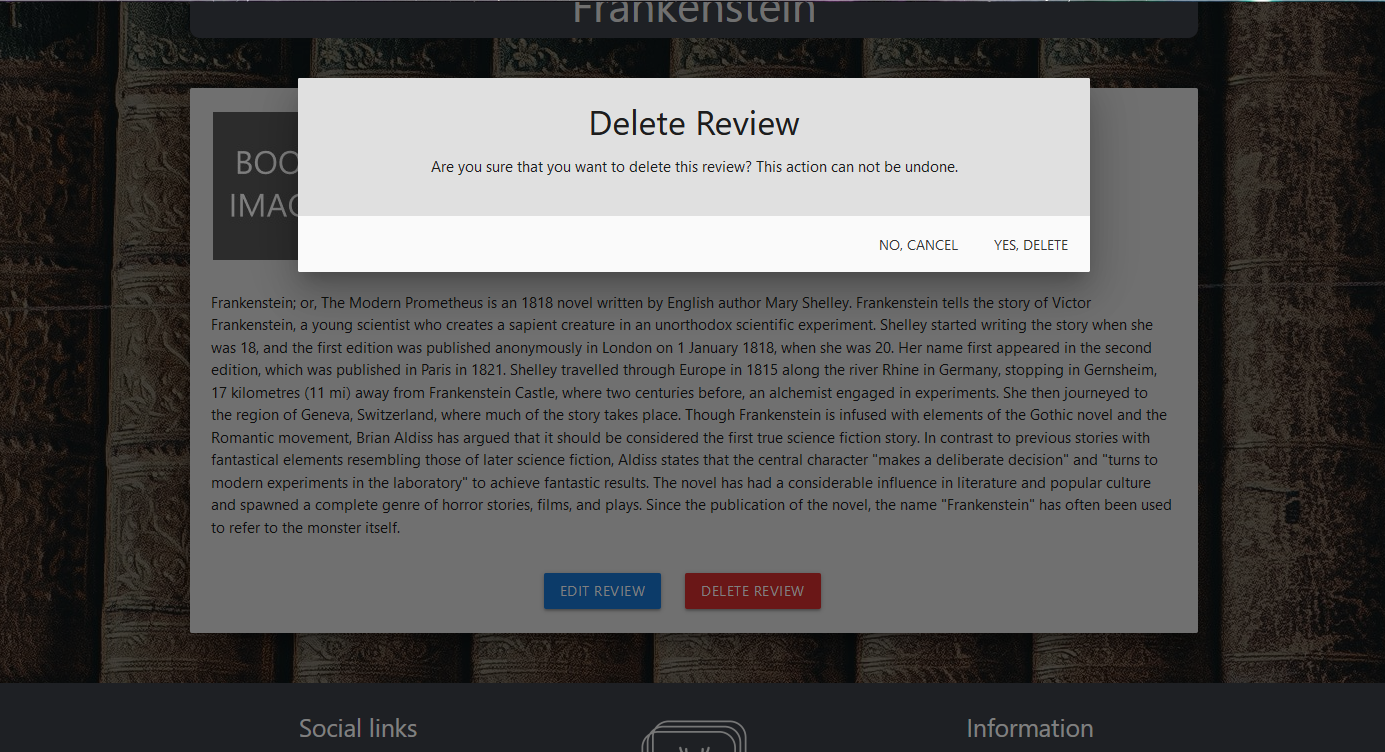 Frankenstein
Delete Review
Are you sure that you want to delete this review? This action can not be undone.
NO, CANCEL
YES, DELETE
Frankenstein; or, The Modern Prometheus is an 1818 novel written by English author Mary Shelley. Frankenstein tells the story of Victor
Frankenstein, a young scientist who creates a sapient creature in an unorthodox scientific experiment. Shelley started writing the story when she
was 18, and the first edition was published anonymously in London on 1 January 1818, when she was 20. Her name first appeared in the second
edition, which was published in Paris in 1821. Shelley travelled through Europe in 1815 along the river Rhine in Germany, stopping in Gernsheim,
17 kilometres (11 mi) away from Frankenstein Castle, where two centuries before, an alchemist engaged in experiments. She then journeyed to
the region of Geneva, Switzerland, where much of the story takes place. Though Frankenstein is infused with elements of the Gothic novel and the
Romantic movement, Brian Aldiss has argued that it should be considered the first true science fiction story. In contrast to previous stories with
fantastical elements resembling those of later science fiction, Aldiss states that the central character "makes a deliberate decision" and "turns to
modern experiments in the laboratory" to achieve fantastic results. The novel has had a considerable influence in literature and popular culture
and spawned a complete genre of horror stories, films, and plays. Since the publication of the novel, the name "Frankenstein" has often been used
to refer to the monster itself.
EDIT REVIEW
DELETE REVIEW
Social links
Information